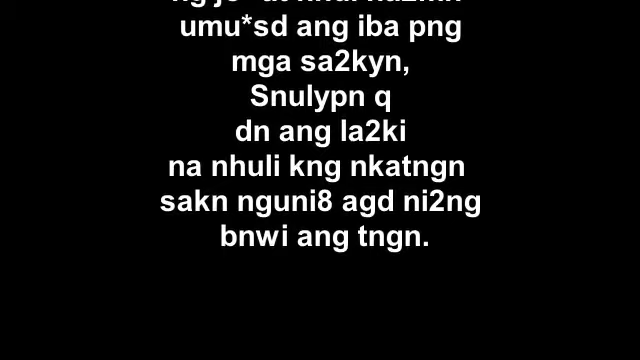 umu*sd ang iba png
mga sa2kyn,
Snulypn q
dn ang la2ki
na nhuli kng nkatngn
sakn nguni8 agd ni2ng
bnwi ang tngn.